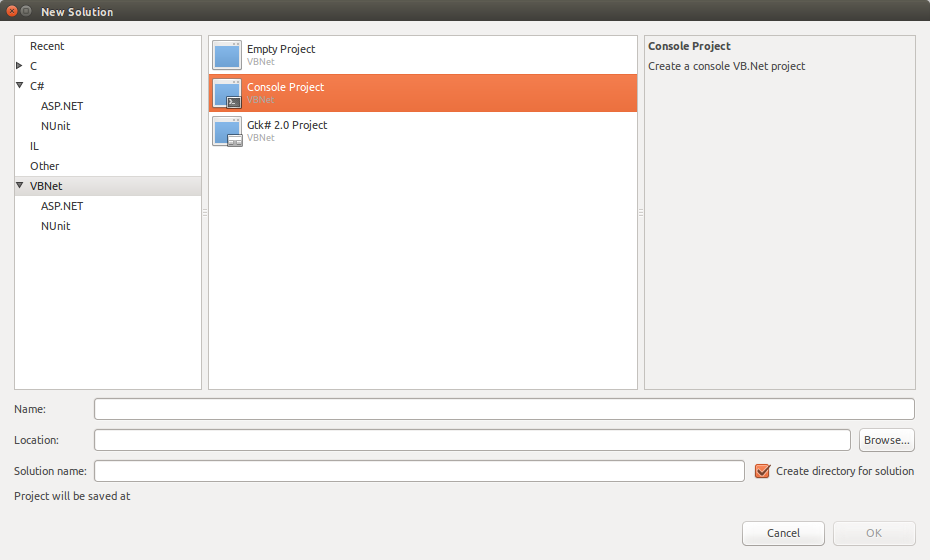 New Solution
Recent
C
C#
ASP.NET
NUnit
IL
Other
VBNet
ASP.NET
NUnit
Empty Project
VBNet
Console Project
VBNet
Gtk# 2.0 Project
VBNet
Console Project
Create a console VB.Net project
Name:
Location:
Browse...
Solution name:
Create directory for solution
Project will be saved at
Cancel
OK